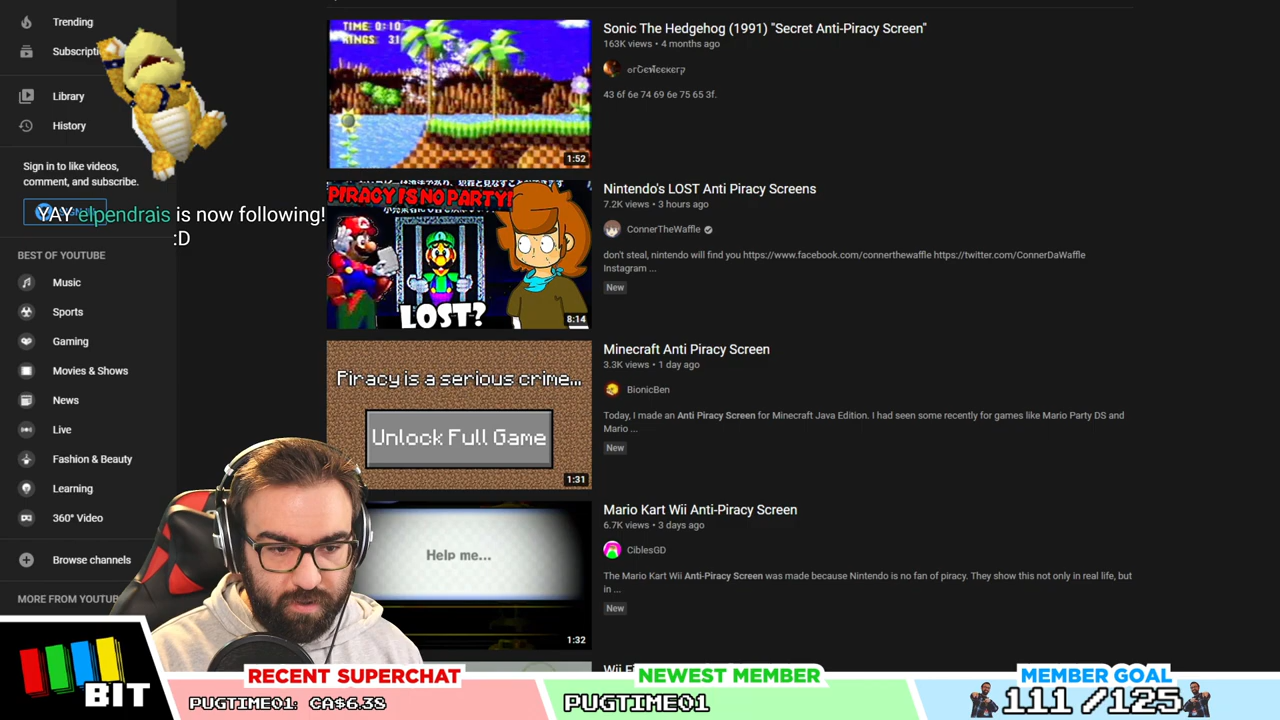 Trending
Subscripti
Library
History
Sign in to like videos,
comment, and subscribe.
YAY elpendrais is now following!
:D
BEST OF YOUTUBE
Music
Sports
Gaming
Movies & Shows
News
Live
Fashion & Beauty
Learning
360° Video
Browse channels
MORE FROM YOUTUB
TIME 0:10
RINGS 31
1:52
Sonic The Hedgehog (1991) "Secret Anti-Piracy Screen"
163K views • 4 months ago
43 6f 6e 74 69 6e 75 65 3f.
PIRACY IS NO PARTY!
LOST?
8:14
Nintendo's LOST Anti Piracy Screens
7.2K views • 3 hours ago
ConnerTheWaffle
don't steal, nintendo will find you https://www.facebook.com/connerthewaffle https://twitter.com/ConnerDaWaffle
Instagram ...
New
Piracy is a serious crime...
Unlock Full Game
1:31
Minecraft Anti Piracy Screen
3.3K views • 1 day ago
BionicBen
Today, I made an Anti Piracy Screen for Minecraft Java Edition. I had seen some recently for games like Mario Party DS and
Mario ...
New
Help me...
1:32
Mario Kart Wii Anti-Piracy Screen
6.7K views • 3 days ago
CiblesGD
The Mario Kart Wii Anti-Piracy Screen was made because Nintendo is no fan of piracy. They show this not only in real life, but
in ...
New
BIT
RECENT SUPERCHAT
PUGTIME01: CA$6.38
NEWEST MEMBER
PUGTIME01
MEMBER GOAL
111 /125